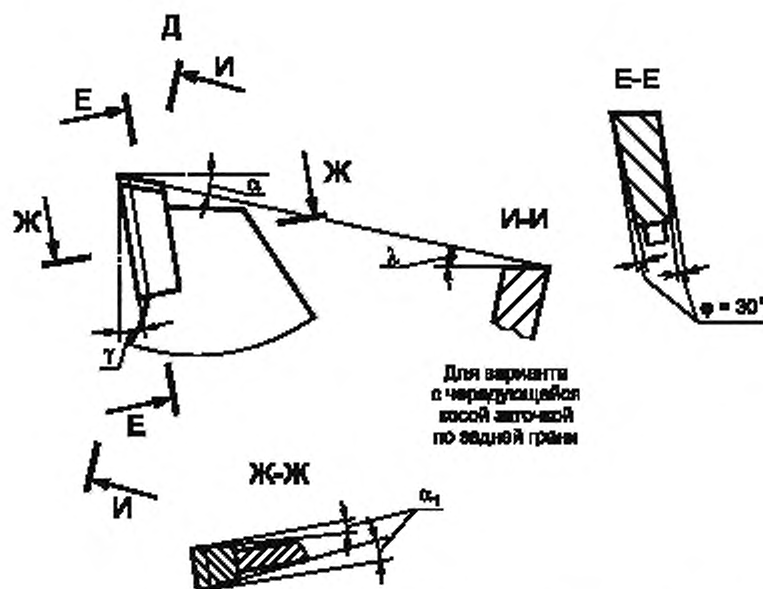 Д
И
Е
Е-Е
α
Ж
Ж
И-И
λ
φ = 30°
γ
Для варианта
с чередующейся
косой заточкой
по задней грани
Е
И
Ж-Ж
α₁